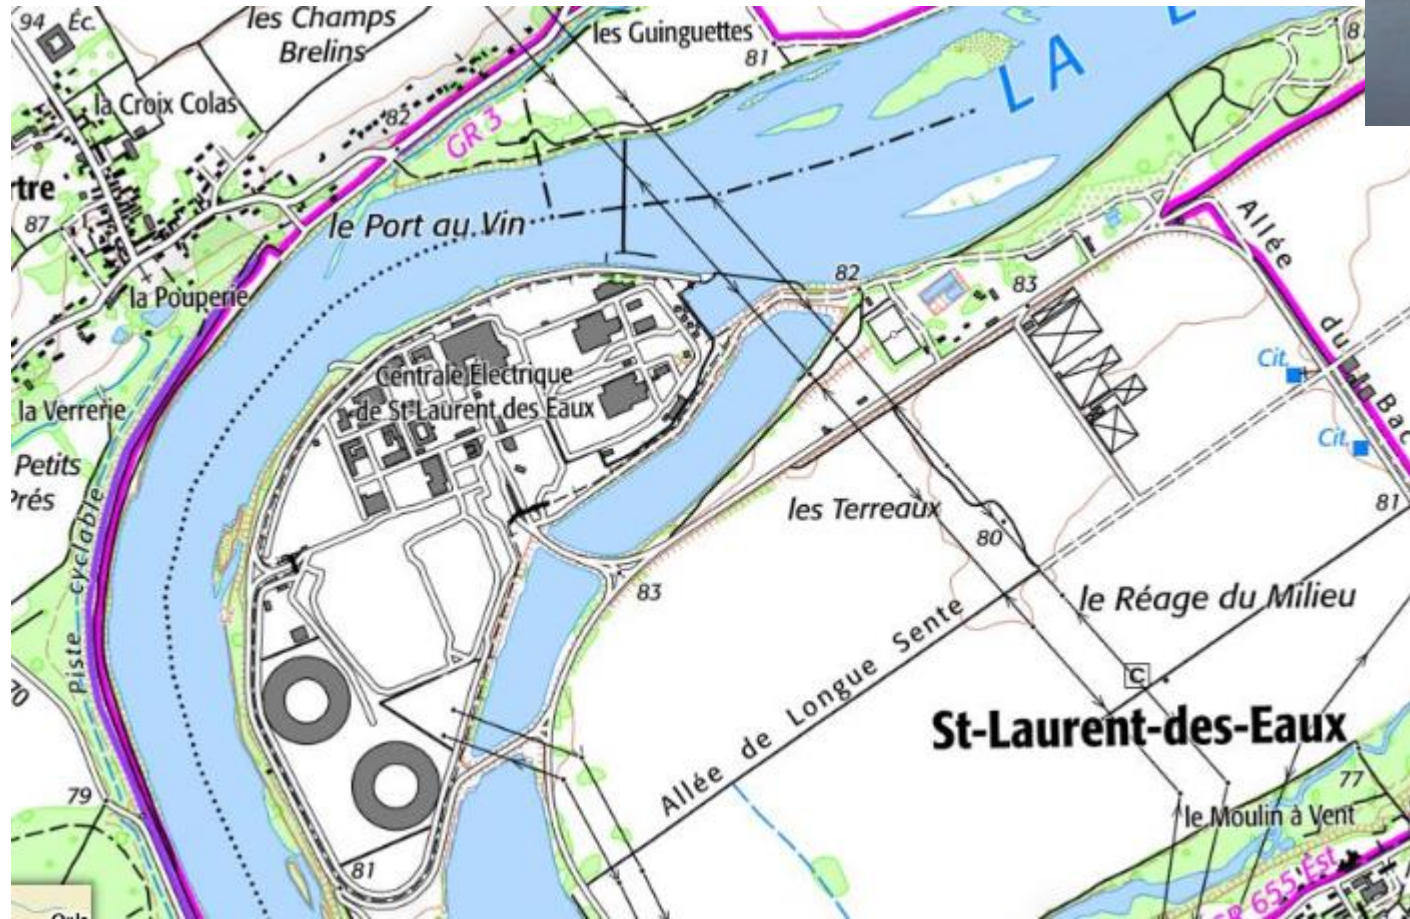 94
Éc.
les Champs
Brelins
les Guinguettes
81
81
L
LA
la Croix Colas
82
GR 3
tre
87
le Port au Vin
la Pouperie
82
83
Allée
du
Bac
Cit.
Cit.
Centrale Électrique
de St-Laurent des Eaux
la Verrerie
Petits
Prés
Piste cyclable
les Terreaux
80
81
83
le Réage du Milieu
C
Allée de Longue Sente
St-Laurent-des-Eaux
70
79
81
77
le Moulin à Vent
GR 655 Est